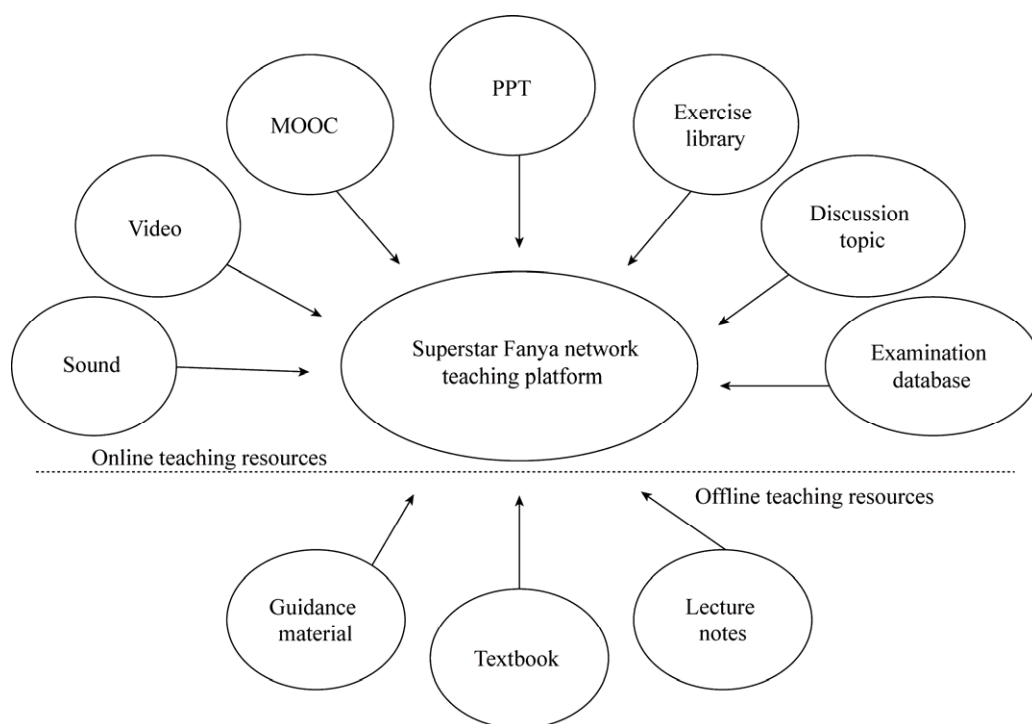 PPT
MOOC
Exercise
library
Video
Discussion
topic
Sound
Superstar Fanya network
teaching platform
Examination
database
Online teaching resources
Offline teaching resources
Guidance
material
Textbook
Lecture
notes